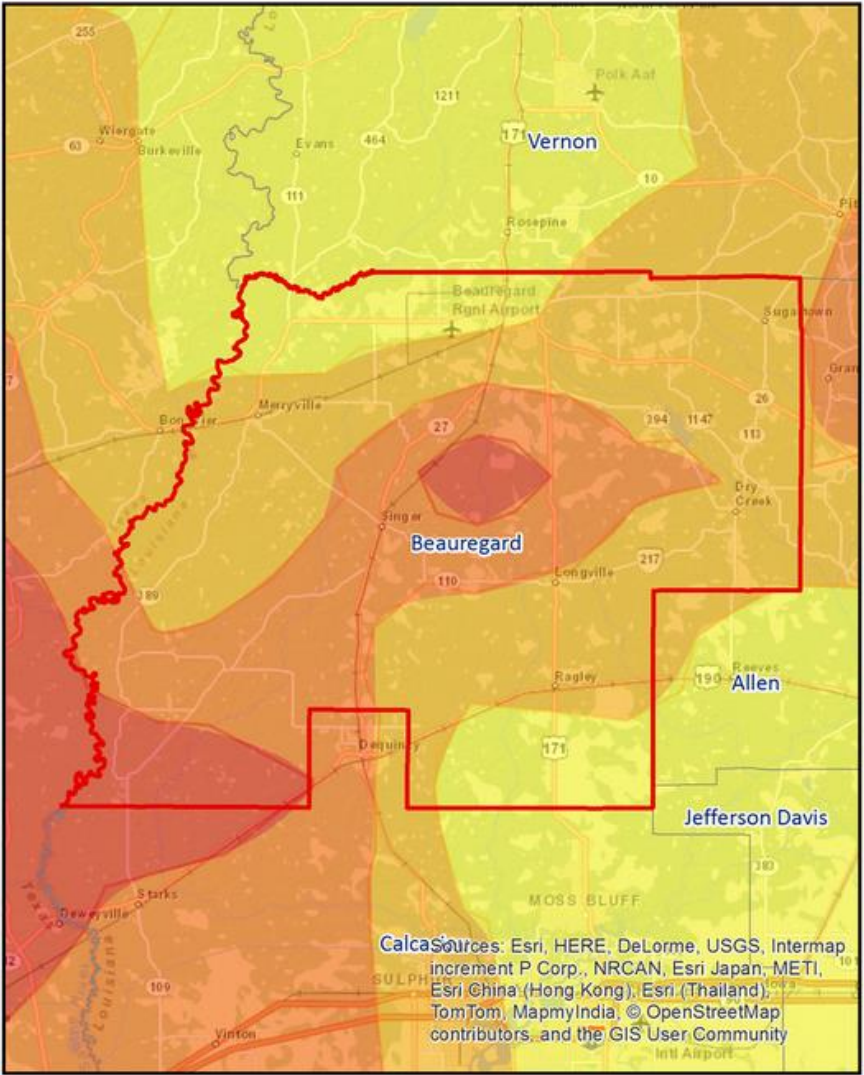 255
Polk Aaf
1211
63
Wiergate
Burkeville
Evans
464
171
Vernon
10
111
Rosepine
Beauregard
Rgnl Airport
Sugartown
26
Merryville
27
394
1147
113
Dry
Creek
Singer
Beauregard
217
110
Longville
389
Ragley
190
Reeves
Allen
Dequincy
171
Jefferson Davis
383
Starks
Texas
Deweyville
MOSS BLUFF
Louisiana
109
SULPHUR
Vinton
Calcasieu
Sources: Esri, HERE, DeLorme, USGS, Intermap
increment P Corp., NRCAN, Esri Japan, METI,
Esri China (Hong Kong), Esri (Thailand),
TomTom, MapmyIndia, © OpenStreetMap
contributors, and the GIS User Community
Intl Airport